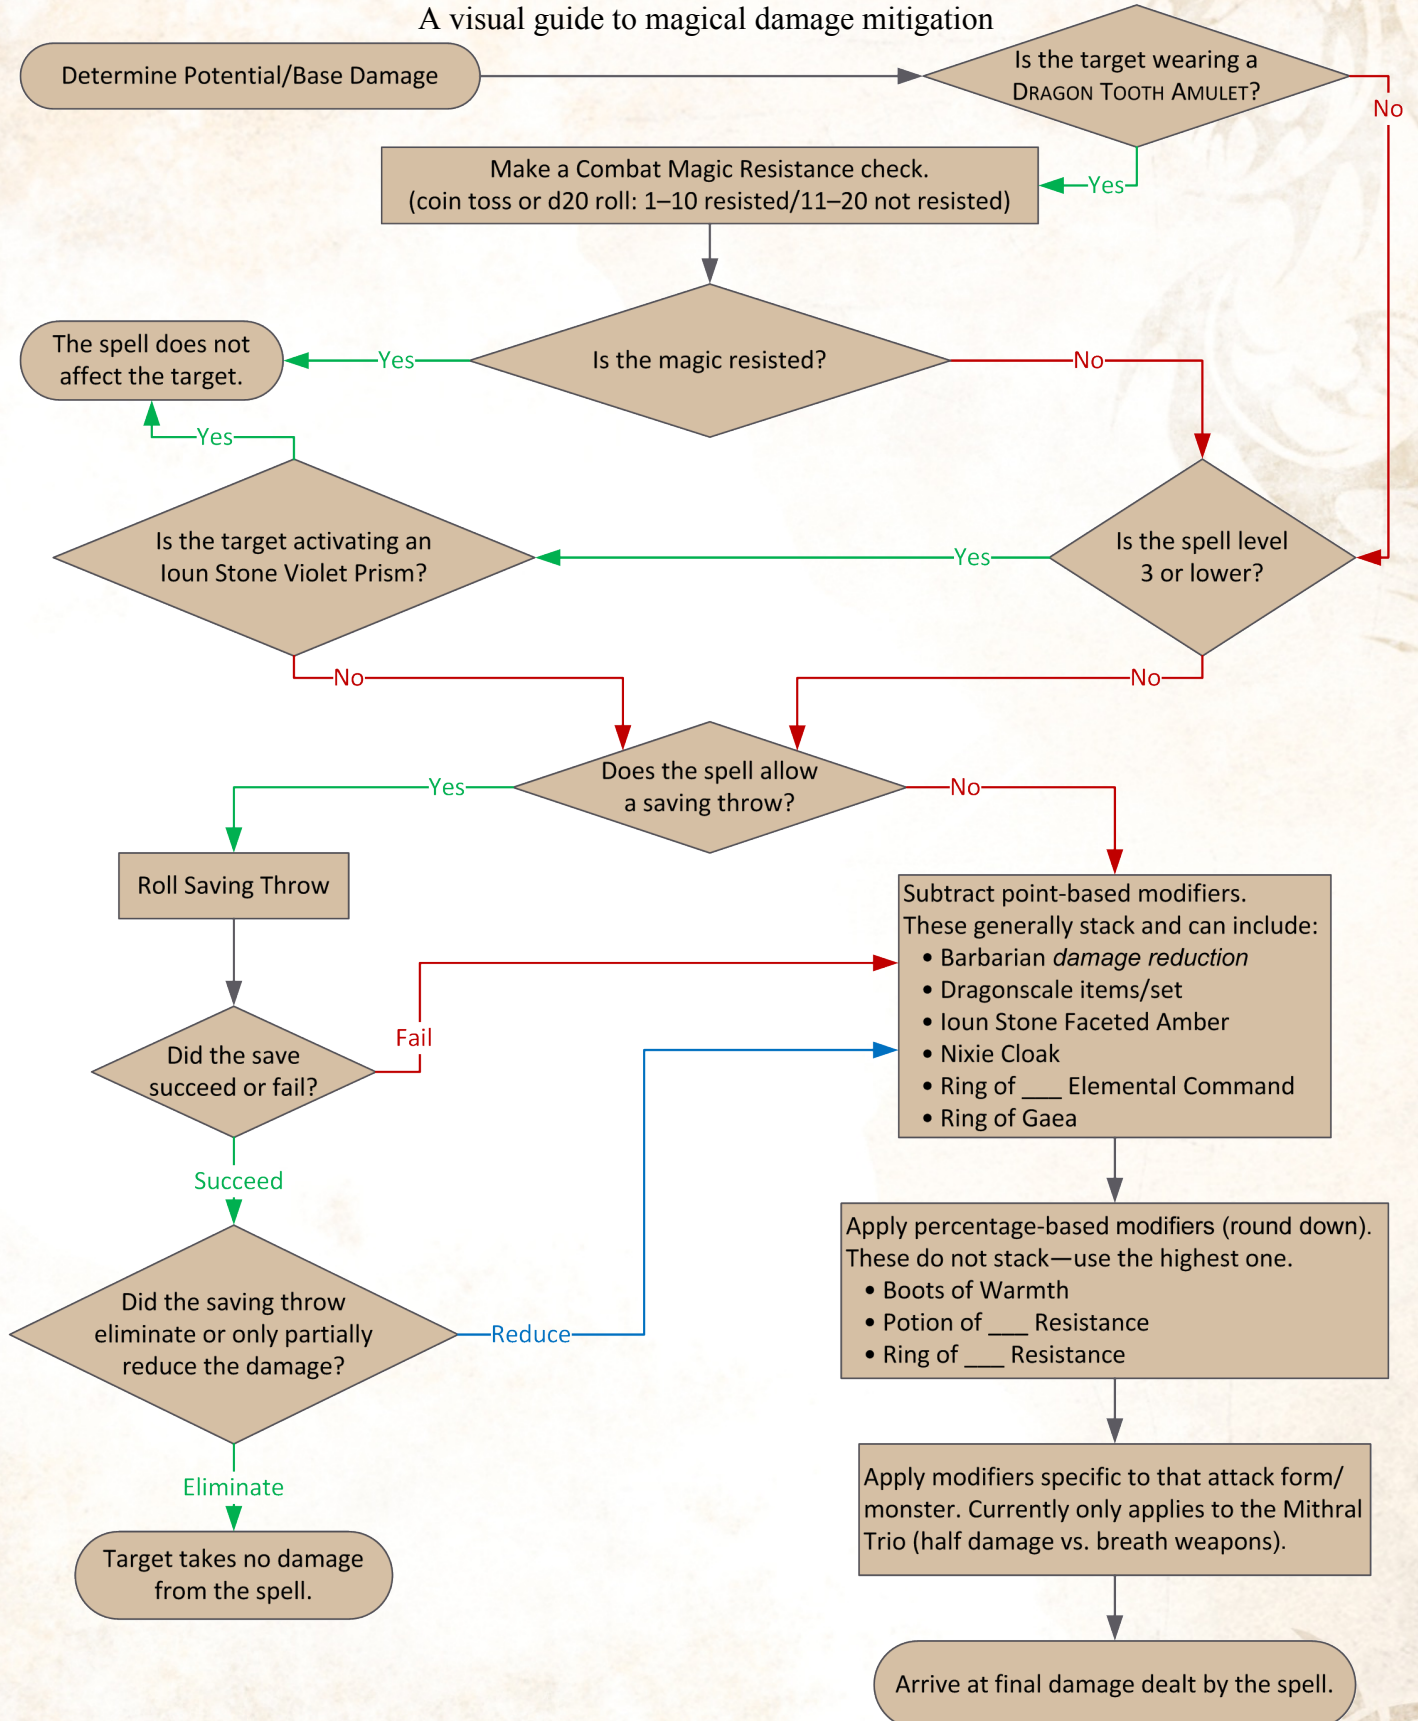 A visual guide to magical damage mitigation
Determine Potential/Base Damage
Is the target wearing a
DRAGON TOOTH AMULET?
No
Yes
Make a Combat Magic Resistance check.
(coin toss or d20 roll: 1–10 resisted/11–20 not resisted)
Is the magic resisted?
Yes
No
The spell does not
affect the target.
Yes
Is the target activating an
Ioun Stone Violet Prism?
Yes
Is the spell level
3 or lower?
No
No
Does the spell allow
a saving throw?
Yes
No
Roll Saving Throw
Subtract point-based modifiers.
These generally stack and can include:
• Barbarian damage reduction
• Dragonscale items/set
• Ioun Stone Faceted Amber
• Nixie Cloak
• Ring of ___ Elemental Command
• Ring of Gaea
Fail
Did the save
succeed or fail?
Succeed
Did the saving throw
eliminate or only partially
reduce the damage?
Reduce
Apply percentage-based modifiers (round down).
These do not stack—use the highest one.
• Boots of Warmth
• Potion of ___ Resistance
• Ring of ___ Resistance
Eliminate
Target takes no damage
from the spell.
Apply modifiers specific to that attack form/
monster. Currently only applies to the Mithral
Trio (half damage vs. breath weapons).
Arrive at final damage dealt by the spell.